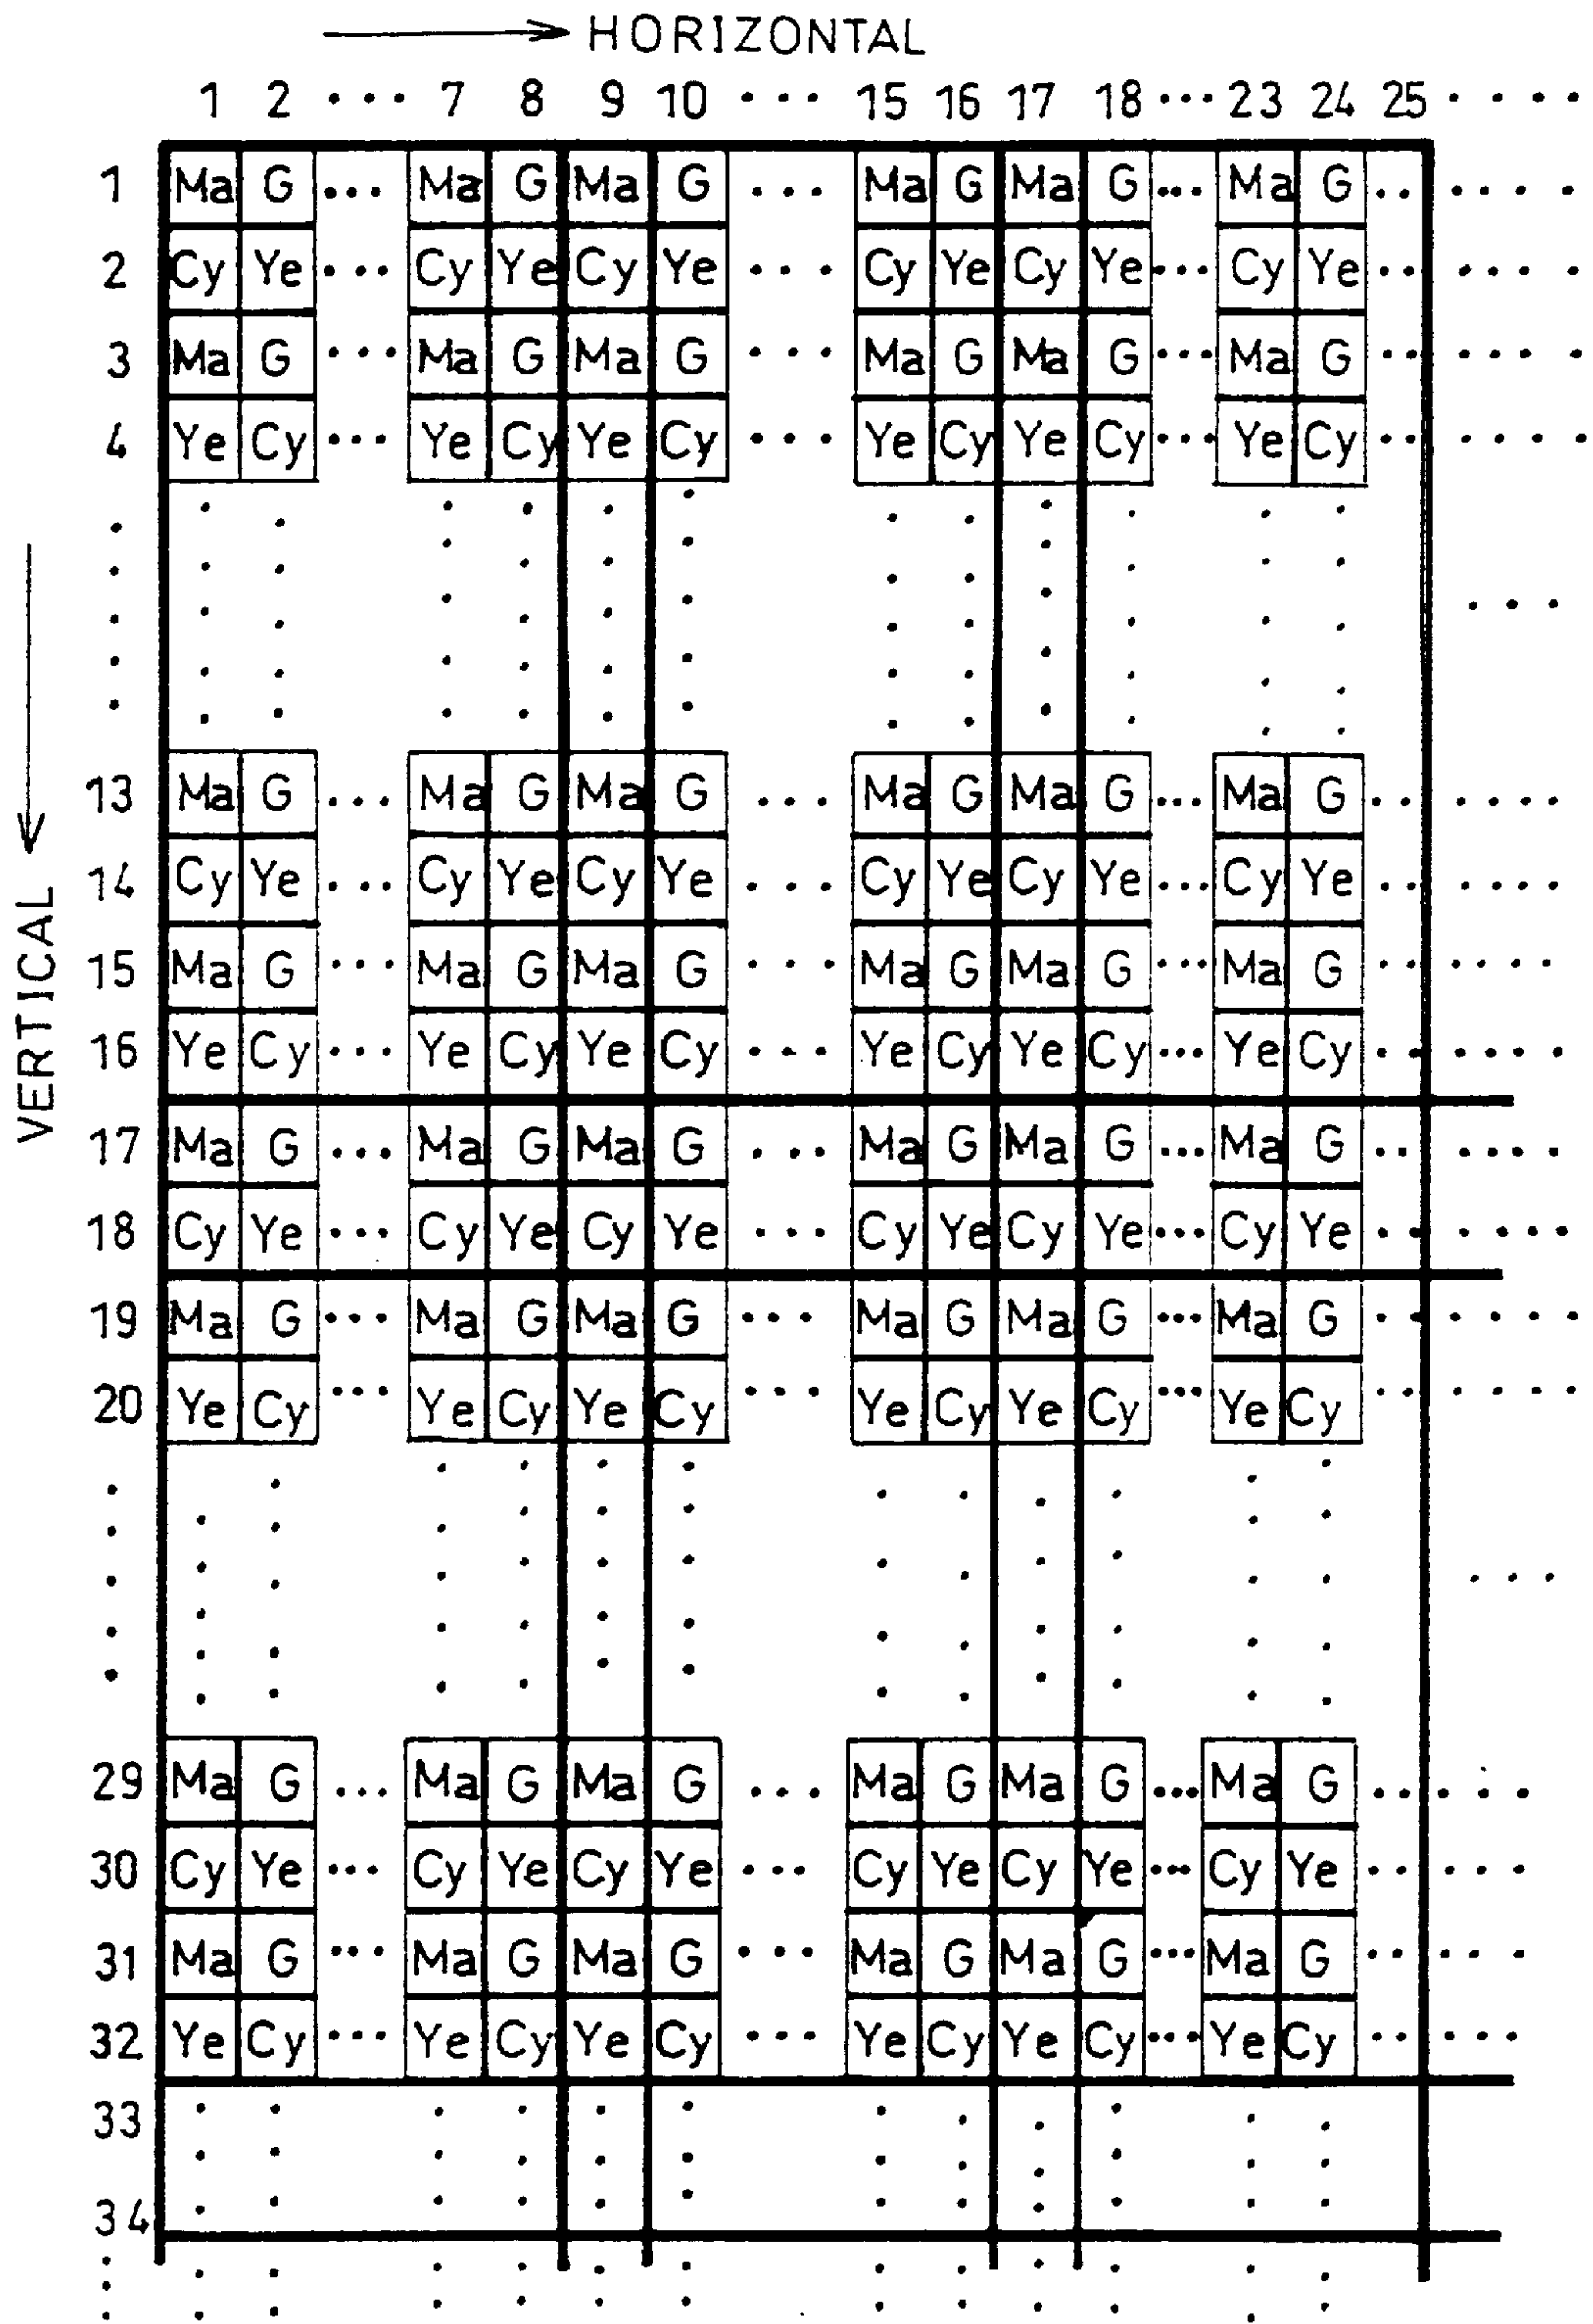 HORIZONTAL
1 2 ... 7 8 9 10 ... 15 16 17 18 ... 23 24 25 ....
1 Ma G ... Ma G Ma G ... Ma G Ma G ... Ma G .. ....
2 Cy Ye ... Cy Ye Cy Ye ... Cy Ye Cy Ye ... Cy Ye .. ....
3 Ma G ... Ma G Ma G ... Ma G Ma G ... Ma G .. ....
4 Ye Cy ... Ye Cy Ye Cy ... Ye Cy Ye Cy ... Ye Cy .. ....
VERTICAL
13 Ma G ... Ma G Ma G ... Ma G Ma G ... Ma G .. ....
14 Cy Ye ... Cy Ye Cy Ye ... Cy Ye Cy Ye ... Cy Ye .. ....
15 Ma G ... Ma G Ma G ... Ma G Ma G ... Ma G .. ....
16 Ye Cy ... Ye Cy Ye Cy ... Ye Cy Ye Cy ... Ye Cy .. ....
17 Ma G ... Ma G Ma G ... Ma G Ma G ... Ma G .. ....
18 Cy Ye ... Cy Ye Cy Ye ... Cy Ye Cy Ye ... Cy Ye .. ....
19 Ma G ... Ma G Ma G ... Ma G Ma G ... Ma G .. ....
20 Ye Cy ... Ye Cy Ye Cy ... Ye Cy Ye Cy ... Ye Cy .. ....
29 Ma G ... Ma G Ma G ... Ma G Ma G ... Ma G .. ....
30 Cy Ye ... Cy Ye Cy Ye ... Cy Ye Cy Ye ... Cy Ye .. ....
31 Ma G ... Ma G Ma G ... Ma G Ma G ... Ma G .. ....
32 Ye Cy ... Ye Cy Ye Cy ... Ye Cy Ye Cy ... Ye Cy .. ....
33
34